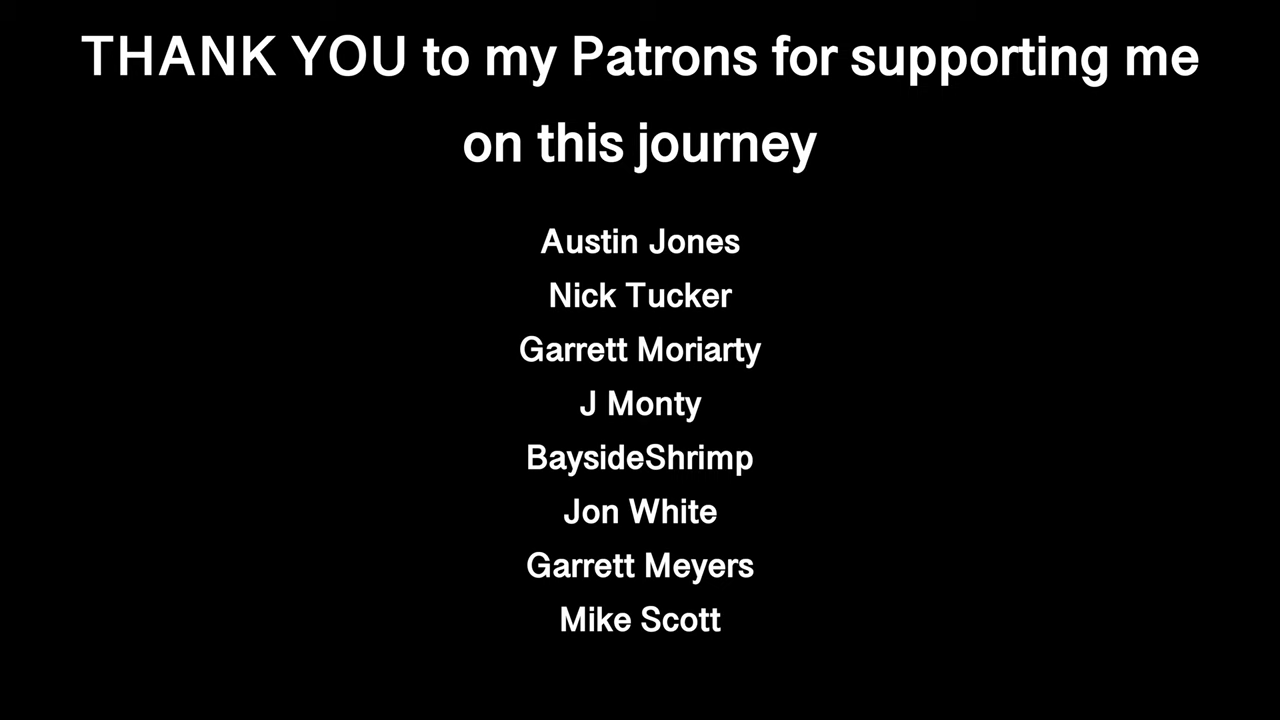 THANK YOU to my Patrons for supporting me
on this journey
Austin Jones
Nick Tucker
Garrett Moriarty
J Monty
BaysideShrimp
Jon White
Garrett Meyers
Mike Scott